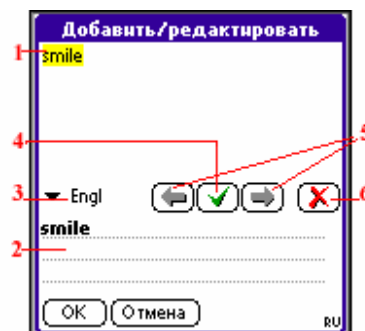 Добавить/редактировать
1 smile
4 5
3 Engl 6
smile
2
OK Отмена
RU